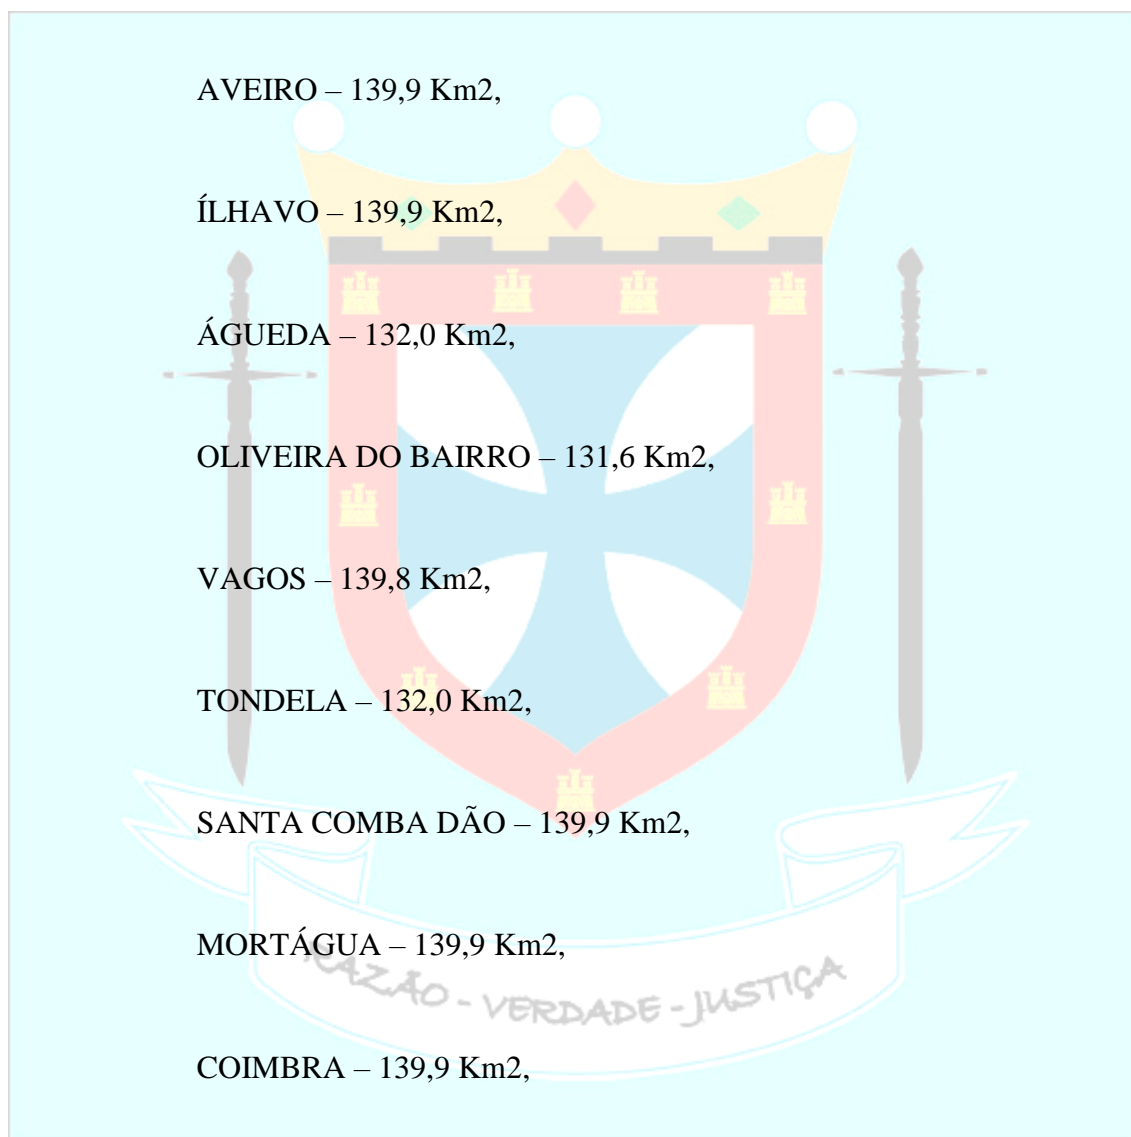 AVEIRO – 139,9 Km2,
ÍLHAVO – 139,9 Km2,
ÁGUEDA – 132,0 Km2,
OLIVEIRA DO BAIRRO – 131,6 Km2,
VAGOS – 139,8 Km2,
TONDELA – 132,0 Km2,
SANTA COMBA DÃO – 139,9 Km2,
MORTÁGUA – 139,9 Km2,
RAZÃO - VERDADE - JUSTIÇA
COIMBRA – 139,9 Km2,